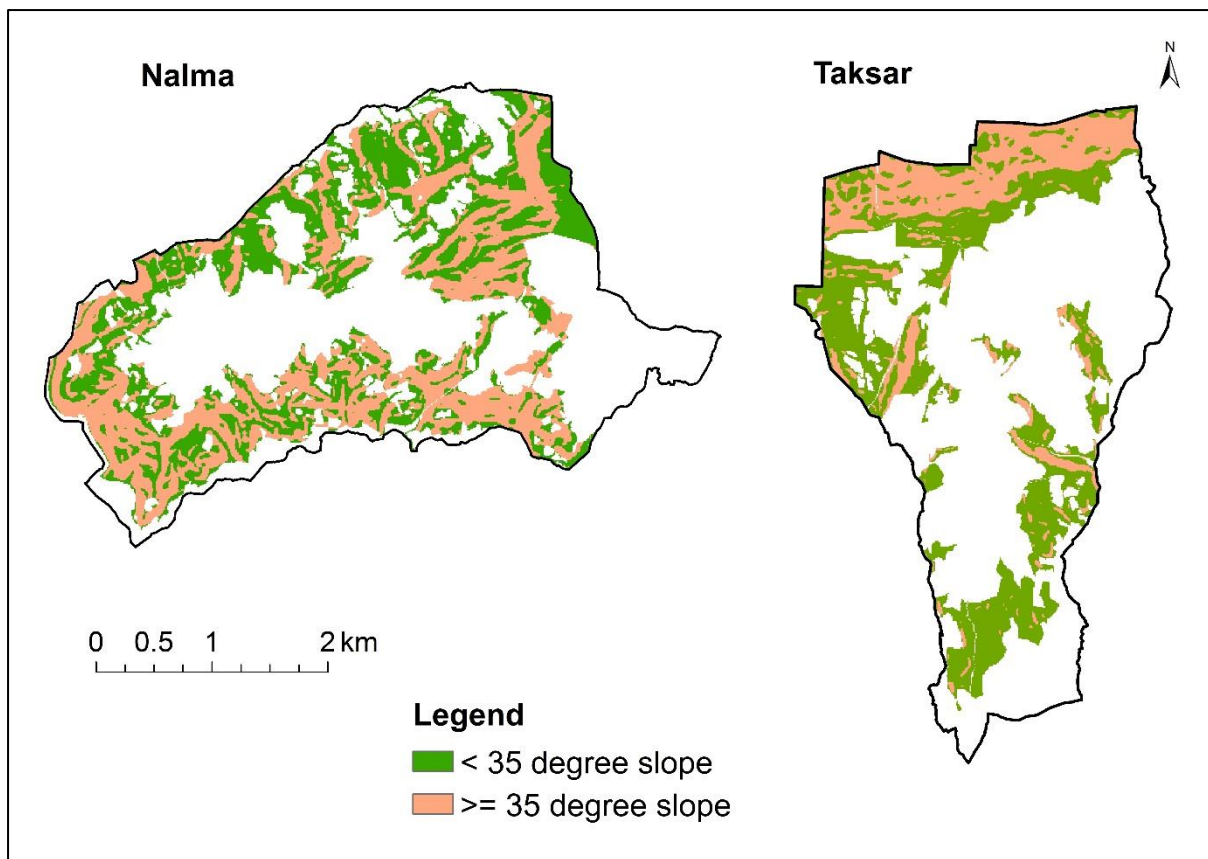 N
Nalma
Taksar
0 0.5 1 2 km
Legend
< 35 degree slope
>= 35 degree slope